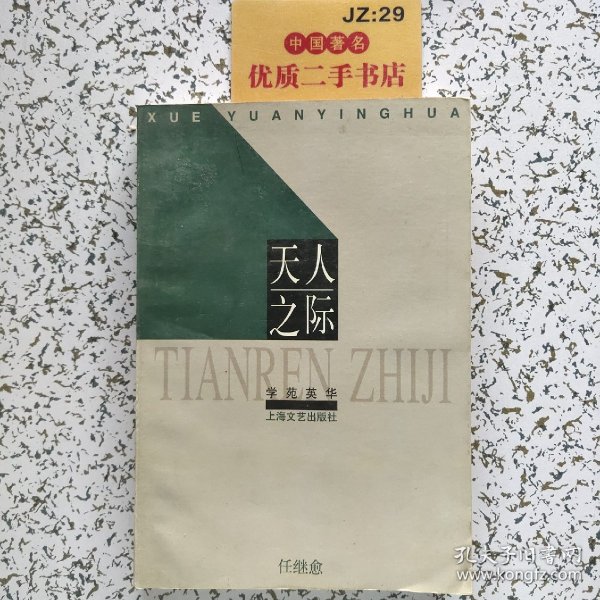 JZ:29
中国著名
优质二手书店
XUE YUANYINGHUA
天人
之际
TIANREN ZHIJI
学苑英华
上海文艺出版社
任继愈
孔夫子旧书网
www.kongfz.com